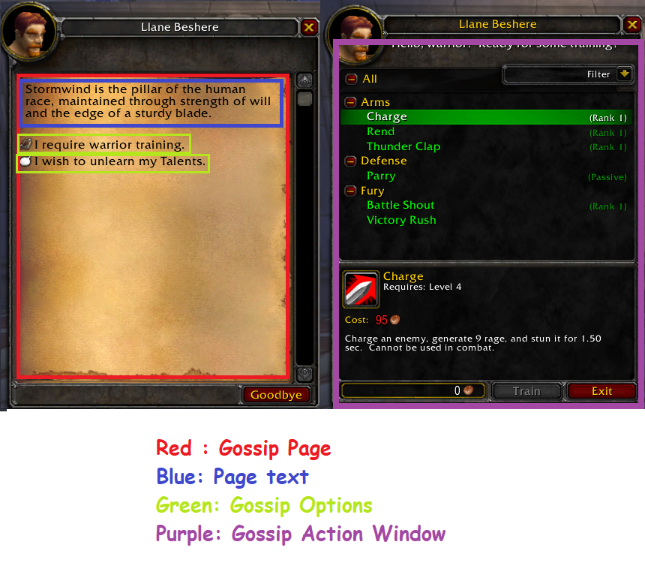 Llane Beshere
Stormwind is the pillar of the human
race, maintained through strength of will
and the edge of a sturdy blade.
I require warrior training.
I wish to unlearn my Talents.
Goodbye
Llane Beshere
Hello, warrior! Ready for some training?
All
Filter
Arms
Charge (Rank 1)
Rend (Rank 1)
Thunder Clap (Rank 1)
Defense
Parry (Passive)
Fury
Battle Shout (Rank 1)
Victory Rush
Charge
Requires: Level 4
Cost: 95
Charge an enemy, generate 9 rage, and stun it for 1.50
sec. Cannot be used in combat.
0
Train
Exit
Red : Gossip Page
Blue: Page text
Green: Gossip Options
Purple: Gossip Action Window